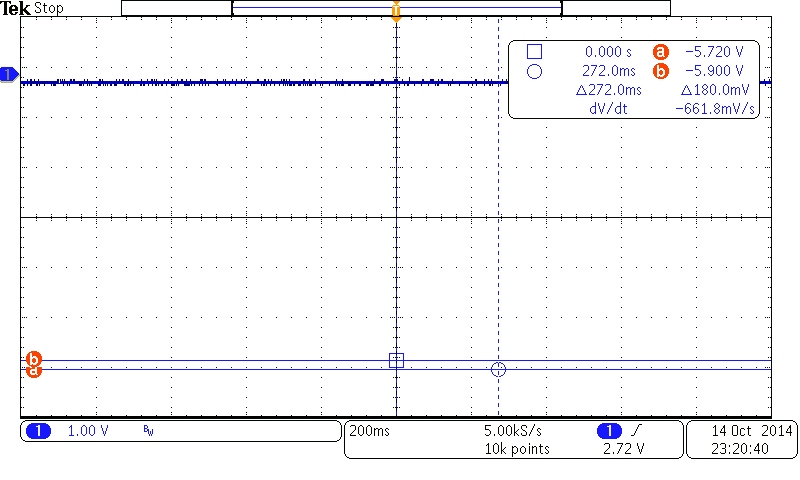 Tek Stop
T
1
0.000 s a −5.720 V
272.0ms b −5.900 V
Δ272.0ms Δ180.0mV
dV/dt −661.8mV/s
b
a
1 1.00 V BW
200ms 5.00kS/s 1
10k points 2.72 V
14 Oct 2014
23:20:40